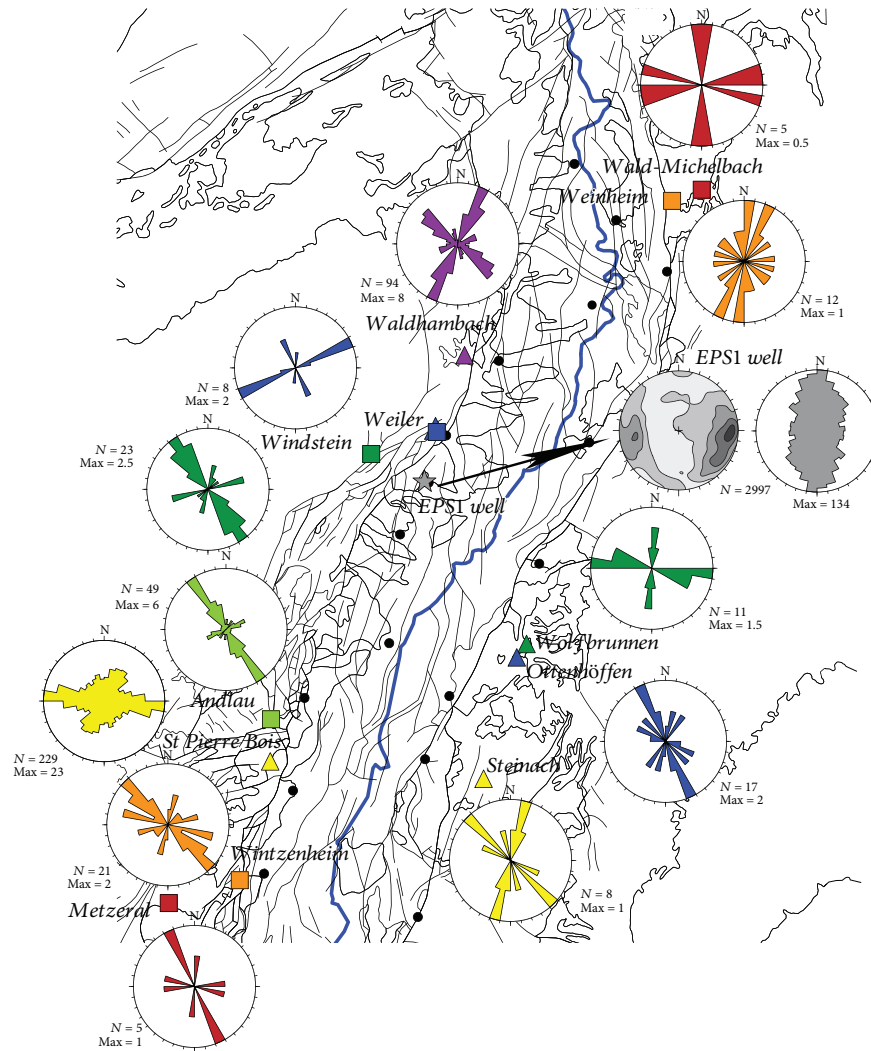 N
N = 5
Max = 0.5
Wald-Michelbach
Weinheim
N
N = 94
Max = 8
Waldhambach
N
N = 12
Max = 1
N
N = 8
Max = 2
Weiler
Windstein
N
EPS1 well
N
N = 2997
Max = 134
N
N = 23
Max = 2.5
EPS1 well
N
N = 11
Max = 1.5
N
N = 49
Max = 6
Wolfbrunnen
Ottenhöffen
N
N = 229
Max = 23
Andlau
St Pierre Bois
N
N = 17
Max = 2
Steinach
N
N = 21
Max = 2
Wintzenheim
N
N = 8
Max = 1
Metzeral
N
N = 5
Max = 1